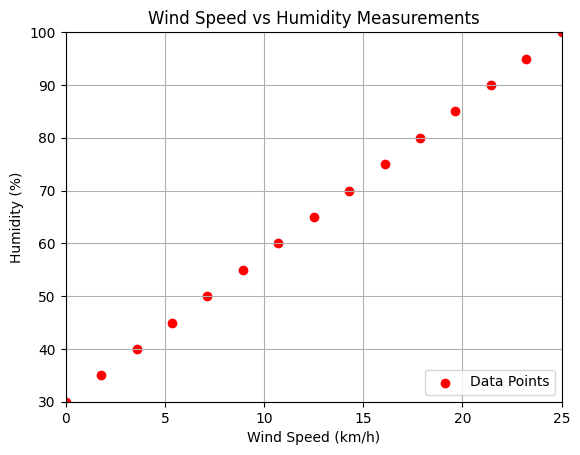 Wind Speed vs Humidity Measurements
100
90
80
70
60
50
40
30
Humidity (%)
Data Points
0 5 10 15 20 25
Wind Speed (km/h)